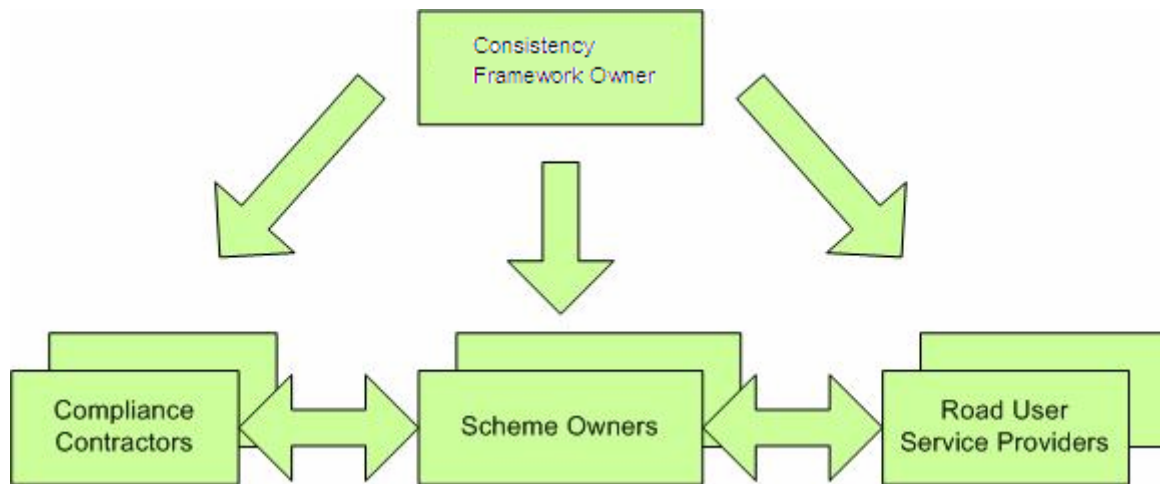 Consistency
Framework Owner
Compliance
Contractors
Scheme Owners
Road User
Service Providers